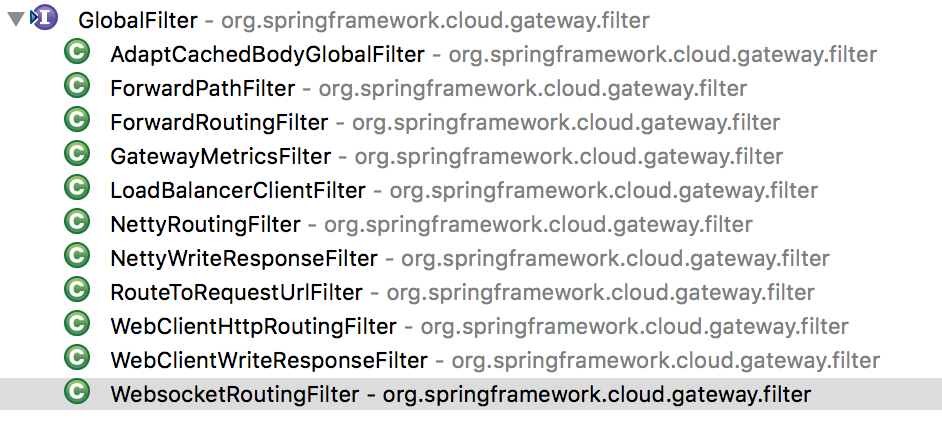 GlobalFilter - org.springframework.cloud.gateway.filter
AdaptCachedBodyGlobalFilter - org.springframework.cloud.gateway.filter
ForwardPathFilter - org.springframework.cloud.gateway.filter
ForwardRoutingFilter - org.springframework.cloud.gateway.filter
GatewayMetricsFilter - org.springframework.cloud.gateway.filter
LoadBalancerClientFilter - org.springframework.cloud.gateway.filter
NettyRoutingFilter - org.springframework.cloud.gateway.filter
NettyWriteResponseFilter - org.springframework.cloud.gateway.filter
RouteToRequestUrlFilter - org.springframework.cloud.gateway.filter
WebClientHttpRoutingFilter - org.springframework.cloud.gateway.filter
WebClientWriteResponseFilter - org.springframework.cloud.gateway.filter
WebsocketRoutingFilter - org.springframework.cloud.gateway.filter